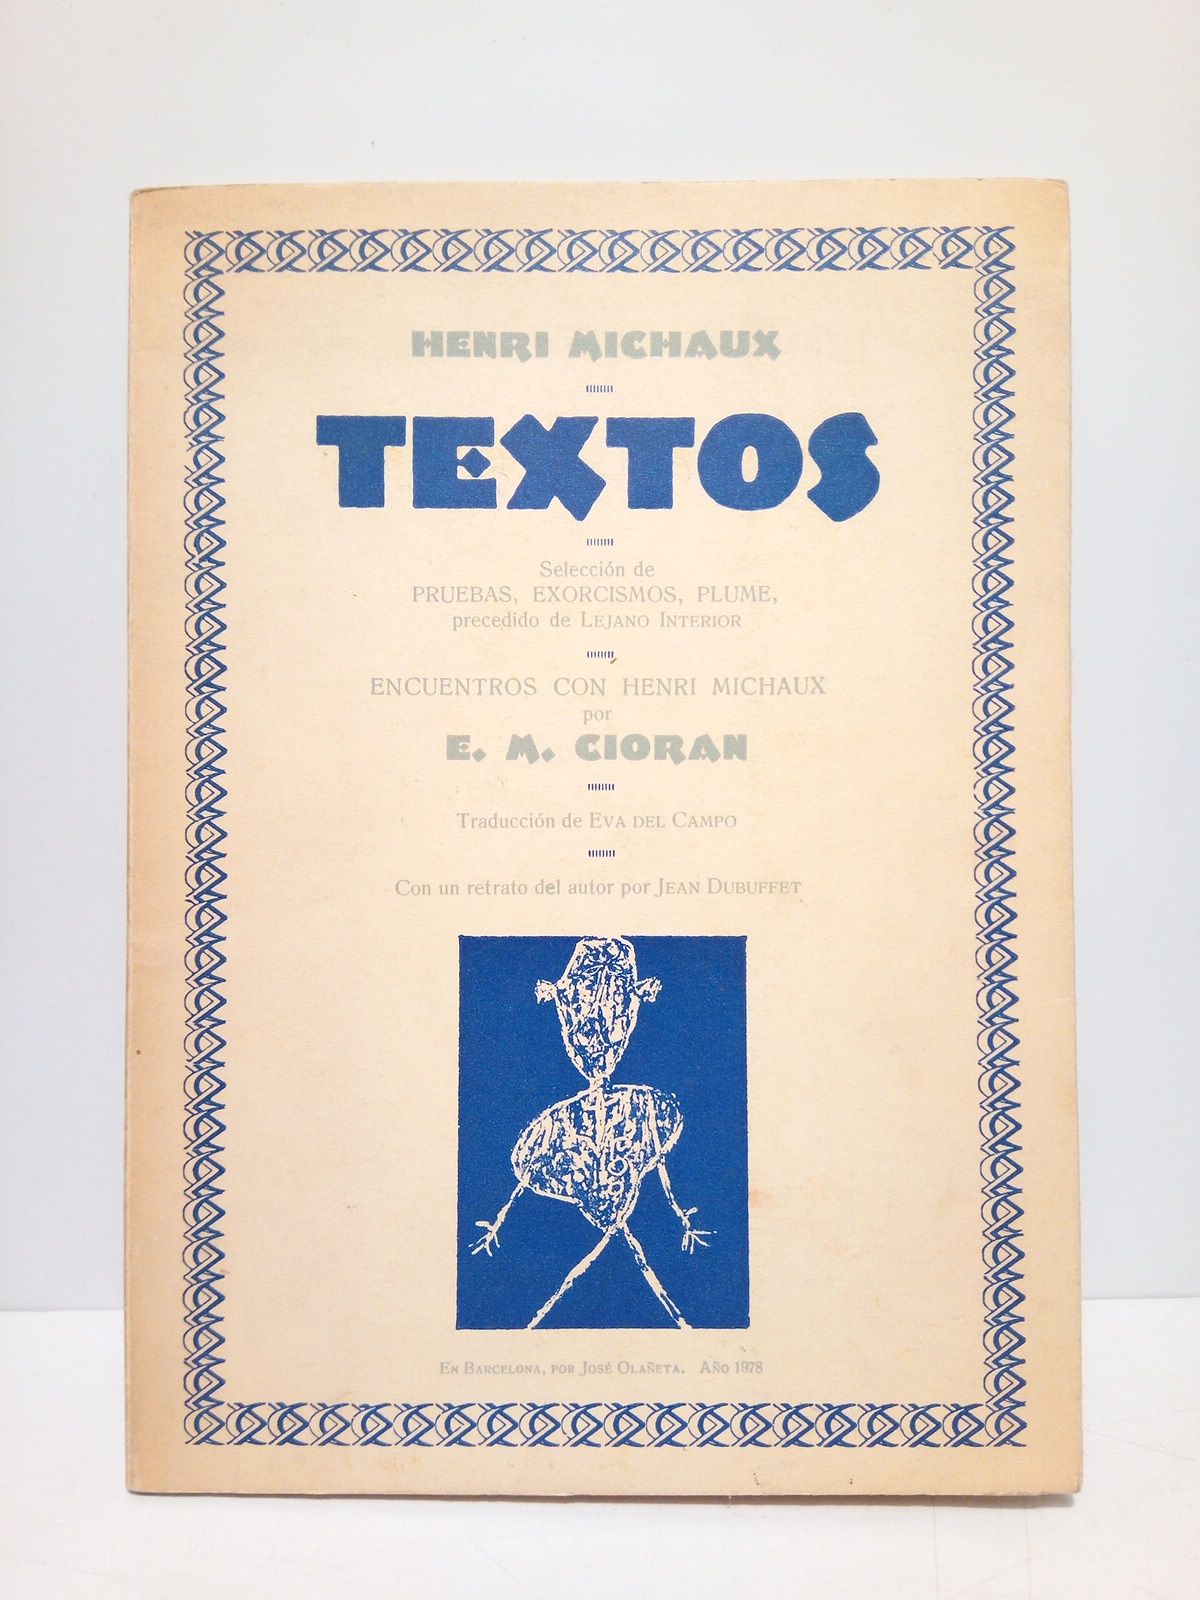 HENRI MICHAUX
TEXTOS
Selección de
PRUEBAS, EXORCISMOS, PLUME,
precedido de LEJANO INTERIOR
ENCUENTROS CON HENRI MICHAUX
por
E. M. CIORAN
Traducción de EVA DEL CAMPO
Con un retrato del autor por JEAN DUBUFFET
EN BARCELONA, POR JOSÉ OLAÑETA. AÑO 1978